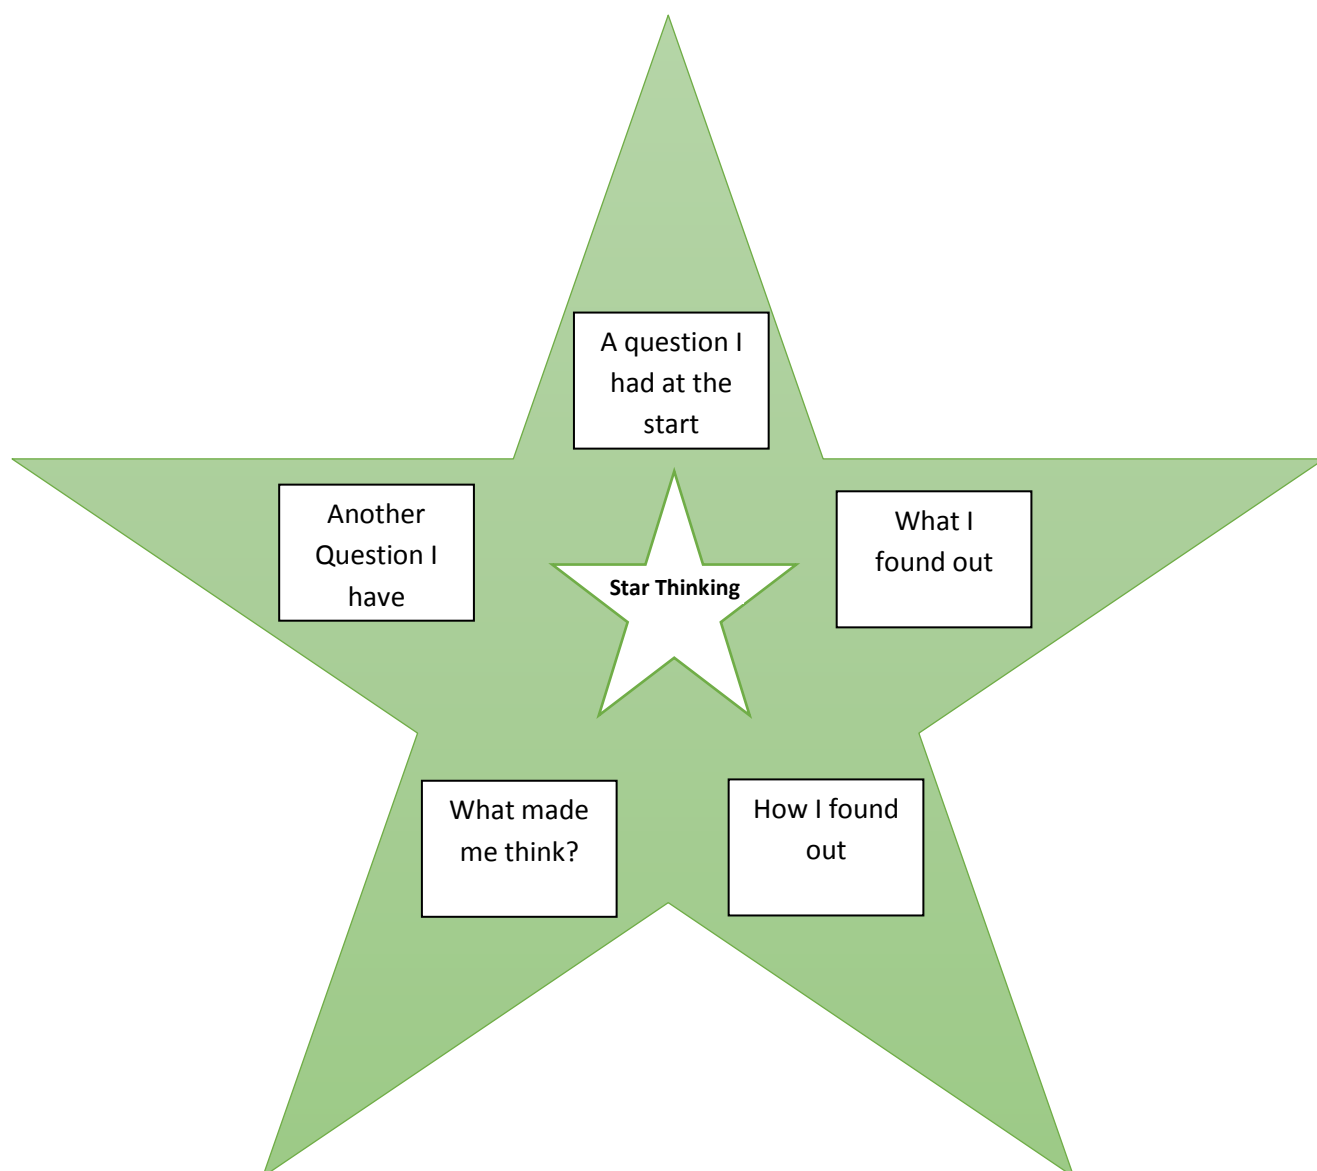 A question I
had at the
start
Another
Question I
have
Star Thinking
What I
found out
What made
me think?
How I found
out